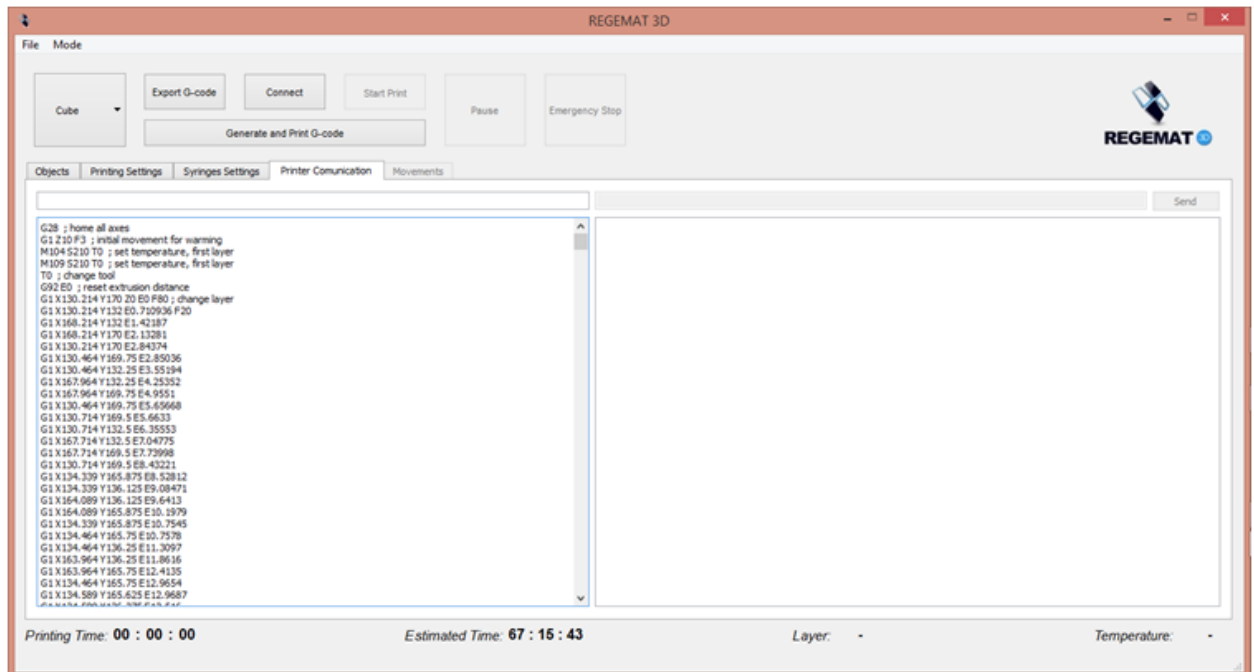 REGEMAT 3D
File Mode
Cube
Export G-code
Connect
Start Print
Pause
Emergency Stop
Generate and Print G-code
REGEMAT 3D
Objects Printing Settings Syringes Settings Printer Comunication Movements
Send
G28 ; home all axes
G1 Z10 F3 ; initial movement for warming
M104 S210 T0 ; set temperature, first layer
M109 S210 T0 ; set temperature, first layer
T0 ; change tool
G92 E0 ; reset extrusion distance
G1 X130.214 Y170 Z0 E0 F80 ; change layer
G1 X130.214 Y132 E0.710936 F20
G1 X168.214 Y132 E1.42187
G1 X168.214 Y170 E2.13281
G1 X130.214 Y170 E2.84374
G1 X130.464 Y169.75 E2.85036
G1 X130.464 Y132.25 E3.55194
G1 X167.964 Y132.25 E4.25352
G1 X167.964 Y169.75 E4.9551
G1 X130.464 Y169.75 E5.65668
G1 X130.714 Y169.5 E5.6633
G1 X130.714 Y132.5 E6.35553
G1 X167.714 Y132.5 E7.04775
G1 X167.714 Y169.5 E7.73998
G1 X130.714 Y169.5 E8.43221
G1 X134.339 Y165.875 E8.52812
G1 X134.339 Y136.125 E9.08471
G1 X164.089 Y136.125 E9.6413
G1 X164.089 Y165.875 E10.1979
G1 X134.339 Y165.875 E10.7545
G1 X134.464 Y165.75 E10.7578
G1 X134.464 Y136.25 E11.3097
G1 X163.964 Y136.25 E11.8616
G1 X163.964 Y165.75 E12.4135
G1 X134.464 Y165.75 E12.9654
G1 X134.589 Y165.625 E12.9687
Printing Time: 00 : 00 : 00 Estimated Time: 67 : 15 : 43 Layer: - Temperature: -